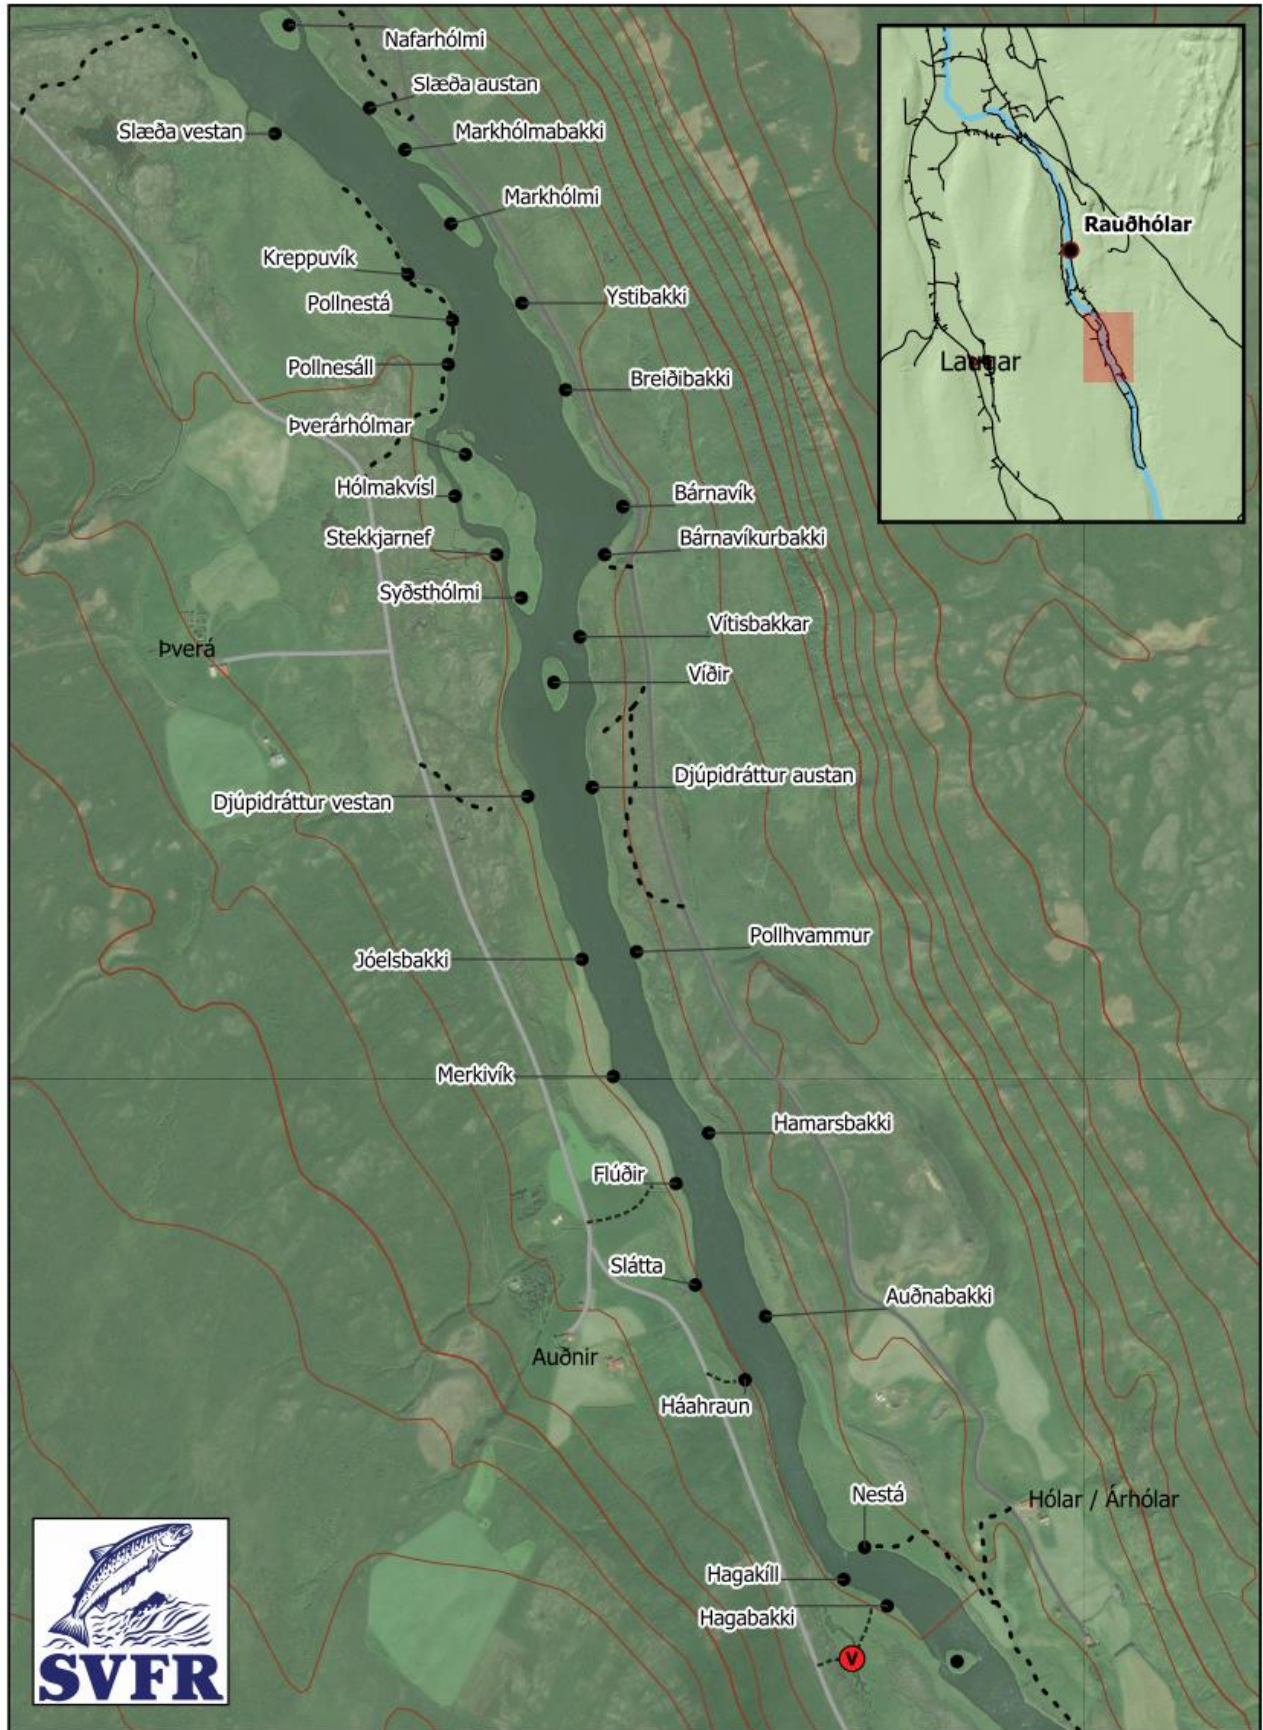 Nafarhólmi
Slæða austan
Slæða vestan
Markhólmabakki
Markhólmi
Rauðhólar
Kreppuvík
Ystibakki
Pollnestá
Laugar
Pollnesáll
Breiðibakki
Þverárhólmar
Hólmakvísl
Bárnavík
Stekkjarnef
Bárnavíkurbakki
Syðsthólmi
Vítisbakkar
Þverá
Víðir
Djúpidráttur austan
Djúpidráttur vestan
Pollhvammur
Jóelsbakki
Merkivík
Hamarsbakki
Flúðir
Slátta
Auðnabakki
Auðnir
Háahraun
Nestá
Hólar / Árhólar
Hagakíll
Hagabakki
V
SVFR